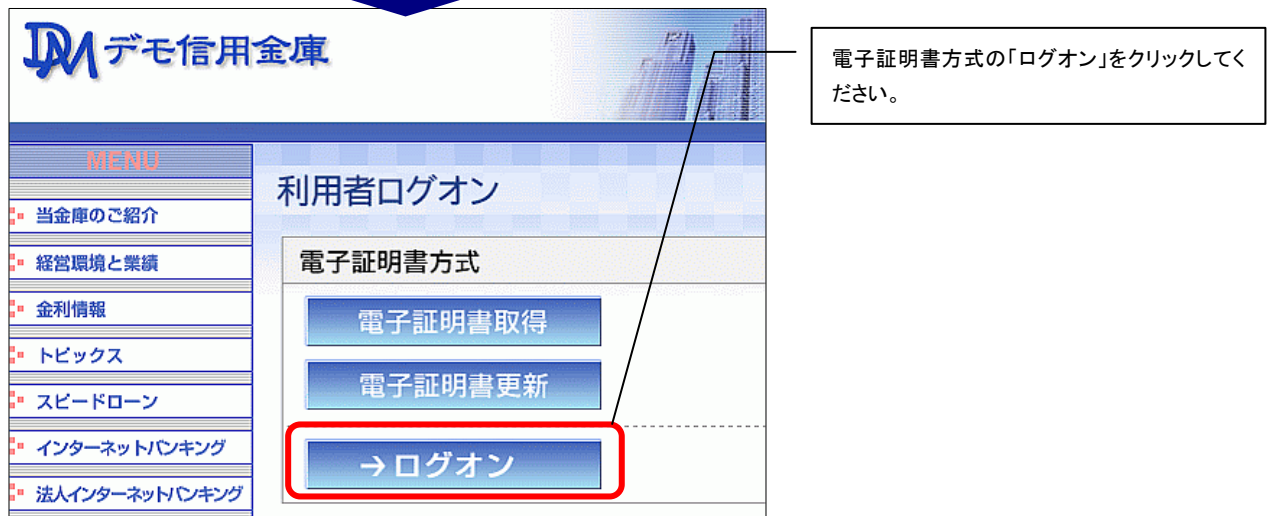 DM デモ信用金庫
電子証明書方式の「ログオン」をクリックしてく
ださい。
MENU
当金庫のご紹介
経営環境と業績
金利情報
トピックス
スピードローン
インターネットバンキング
法人インターネットバンキング
利用者ログオン
電子証明書方式
電子証明書取得
電子証明書更新
→ログオン